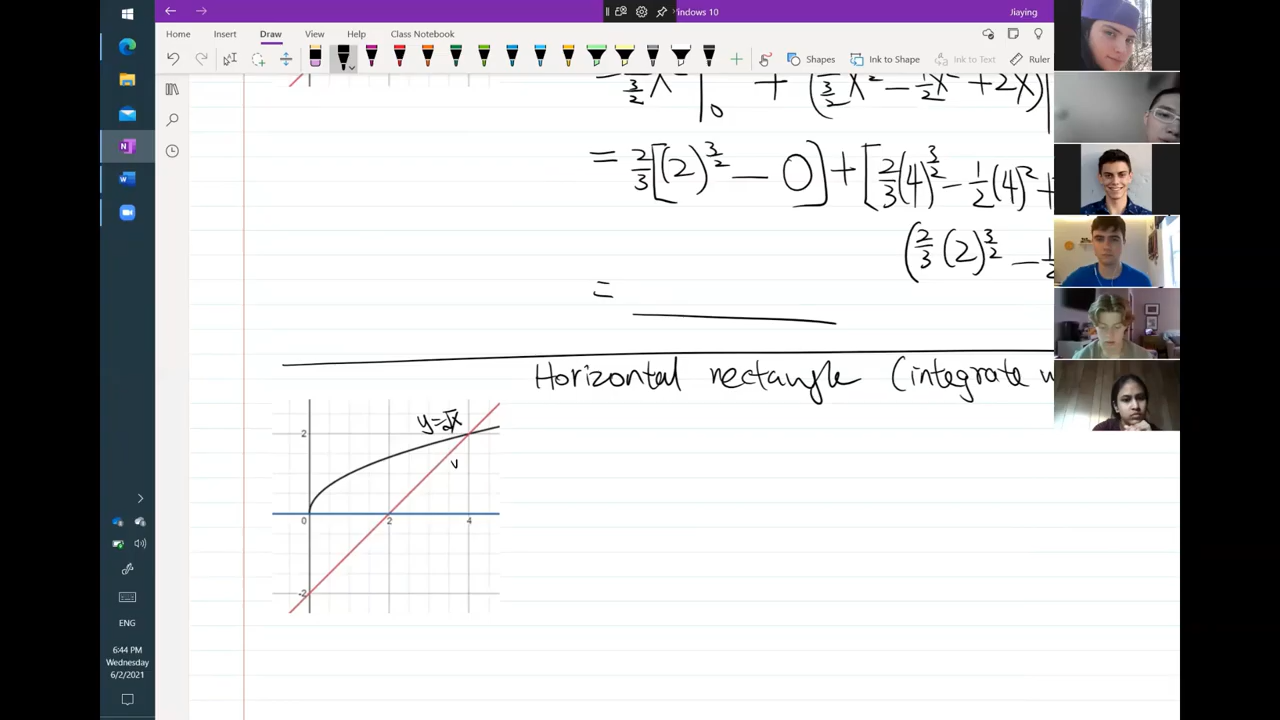 indows 10
Jiaying
Home Insert Draw View Help Class Notebook
Shapes Ink to Shape Ink to Text Ruler
= 2/3 [(2)^3/2 - 0] + [2/3 (4)^3/2 - 1/2 (4)^2 +
(2/3 (2)^3/2 -
=
Horizontal rectangle (integrate
y=√x
2
0 2 4
-2
ENG
6:44 PM
Wednesday
6/2/2021